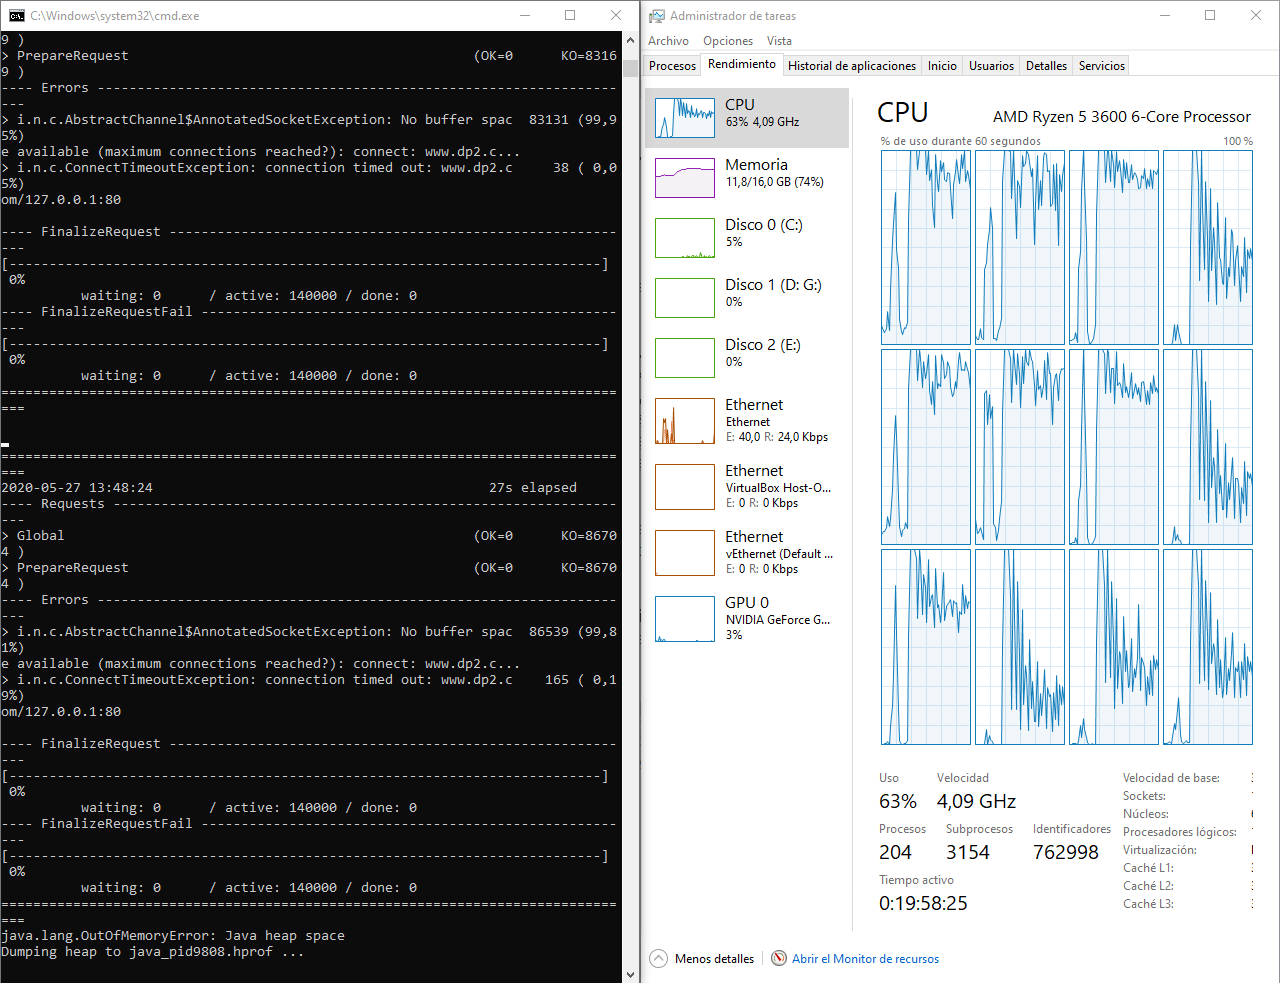 C:\Windows\system32\cmd.exe
9 )
> PrepareRequest (OK=0 KO=8316
9 )
---- Errors -----------------------------------------------------------------
---
> i.n.c.AbstractChannel$AnnotatedSocketException: No buffer spac 83131 (99,9
5%)
e available (maximum connections reached?): connect: www.dp2.c...
> i.n.c.ConnectTimeoutException: connection timed out: www.dp2.c 38 ( 0,0
5%)
om/127.0.0.1:80
---- FinalizeRequest --------------------------------------------------------
---
[--------------------------------------------------------------------------]
0%
waiting: 0 / active: 140000 / done: 0
---- FinalizeRequestFail ----------------------------------------------------
---
[--------------------------------------------------------------------------]
0%
waiting: 0 / active: 140000 / done: 0
=============================================================================
===
=============================================================================
===
2020-05-27 13:48:24 27s elapsed
---- Requests ---------------------------------------------------------------
---
> Global (OK=0 KO=8670
4 )
> PrepareRequest (OK=0 KO=8670
4 )
---- Errors -----------------------------------------------------------------
---
> i.n.c.AbstractChannel$AnnotatedSocketException: No buffer spac 86539 (99,8
1%)
e available (maximum connections reached?): connect: www.dp2.c...
> i.n.c.ConnectTimeoutException: connection timed out: www.dp2.c 165 ( 0,1
9%)
om/127.0.0.1:80
---- FinalizeRequest --------------------------------------------------------
---
[--------------------------------------------------------------------------]
0%
waiting: 0 / active: 140000 / done: 0
---- FinalizeRequestFail ----------------------------------------------------
---
[--------------------------------------------------------------------------]
0%
waiting: 0 / active: 140000 / done: 0
=============================================================================
===
java.lang.OutOfMemoryError: Java heap space
Dumping heap to java_pid9808.hprof ...
Administrador de tareas
Archivo Opciones Vista
Procesos Rendimiento Historial de aplicaciones Inicio Usuarios Detalles Servicios
CPU
63% 4,09 GHz
Memoria
11,8/16,0 GB (74%)
Disco 0 (C:)
5%
Disco 1 (D: G:)
0%
Disco 2 (E:)
0%
Ethernet
Ethernet
E: 40,0 R: 24,0 Kbps
Ethernet
VirtualBox Host-O...
E: 0 R: 0 Kbps
Ethernet
vEthernet (Default ...
E: 0 R: 0 Kbps
GPU 0
NVIDIA GeForce G...
3%
CPU AMD Ryzen 5 3600 6-Core Processor
% de uso durante 60 segundos 100 %
Uso Velocidad
63% 4,09 GHz
Procesos Subprocesos Identificadores
204 3154 762998
Tiempo activo
0:19:58:25
Velocidad de base:
Sockets:
Núcleos:
Procesadores lógicos:
Virtualización:
Caché L1:
Caché L2:
Caché L3:
Menos detalles Abrir el Monitor de recursos